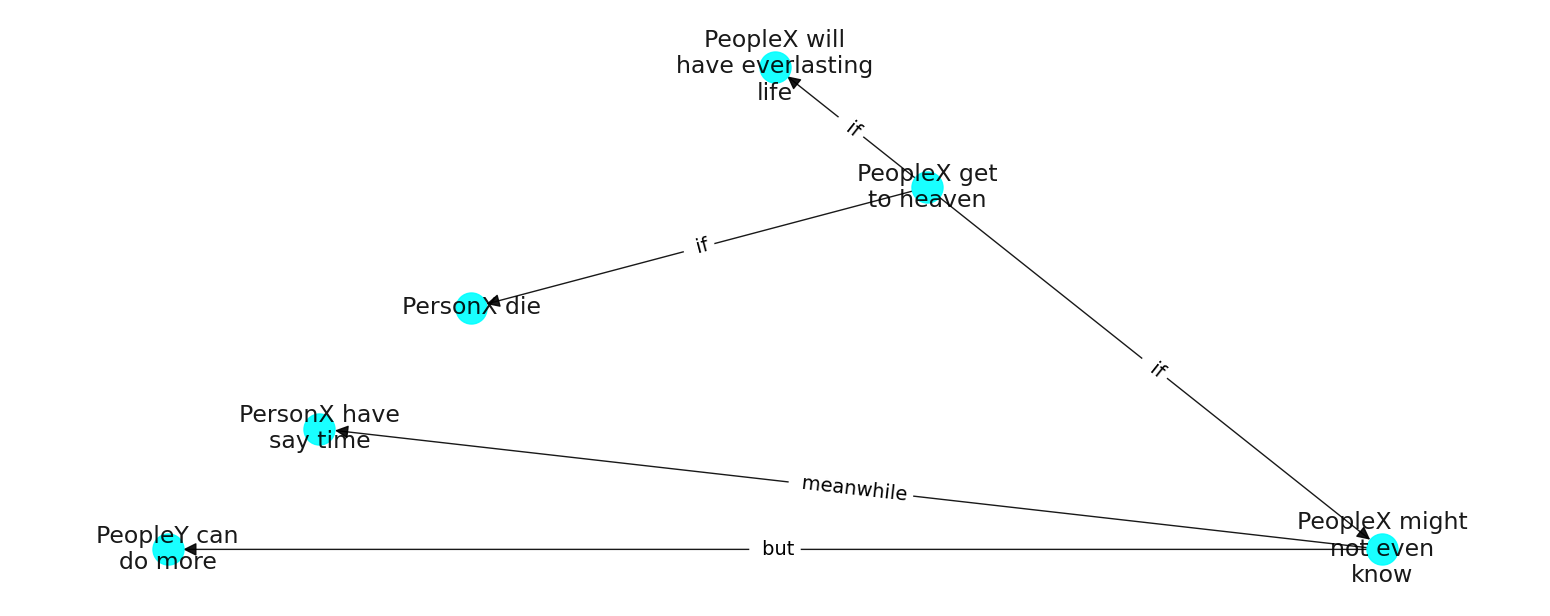 PeopleX will
have everlasting
life
if
PeopleX get
to heaven
if
PersonX die
if
PersonX have
say time
meanwhile
PeopleX might
not even
know
PeopleY can
do more
but